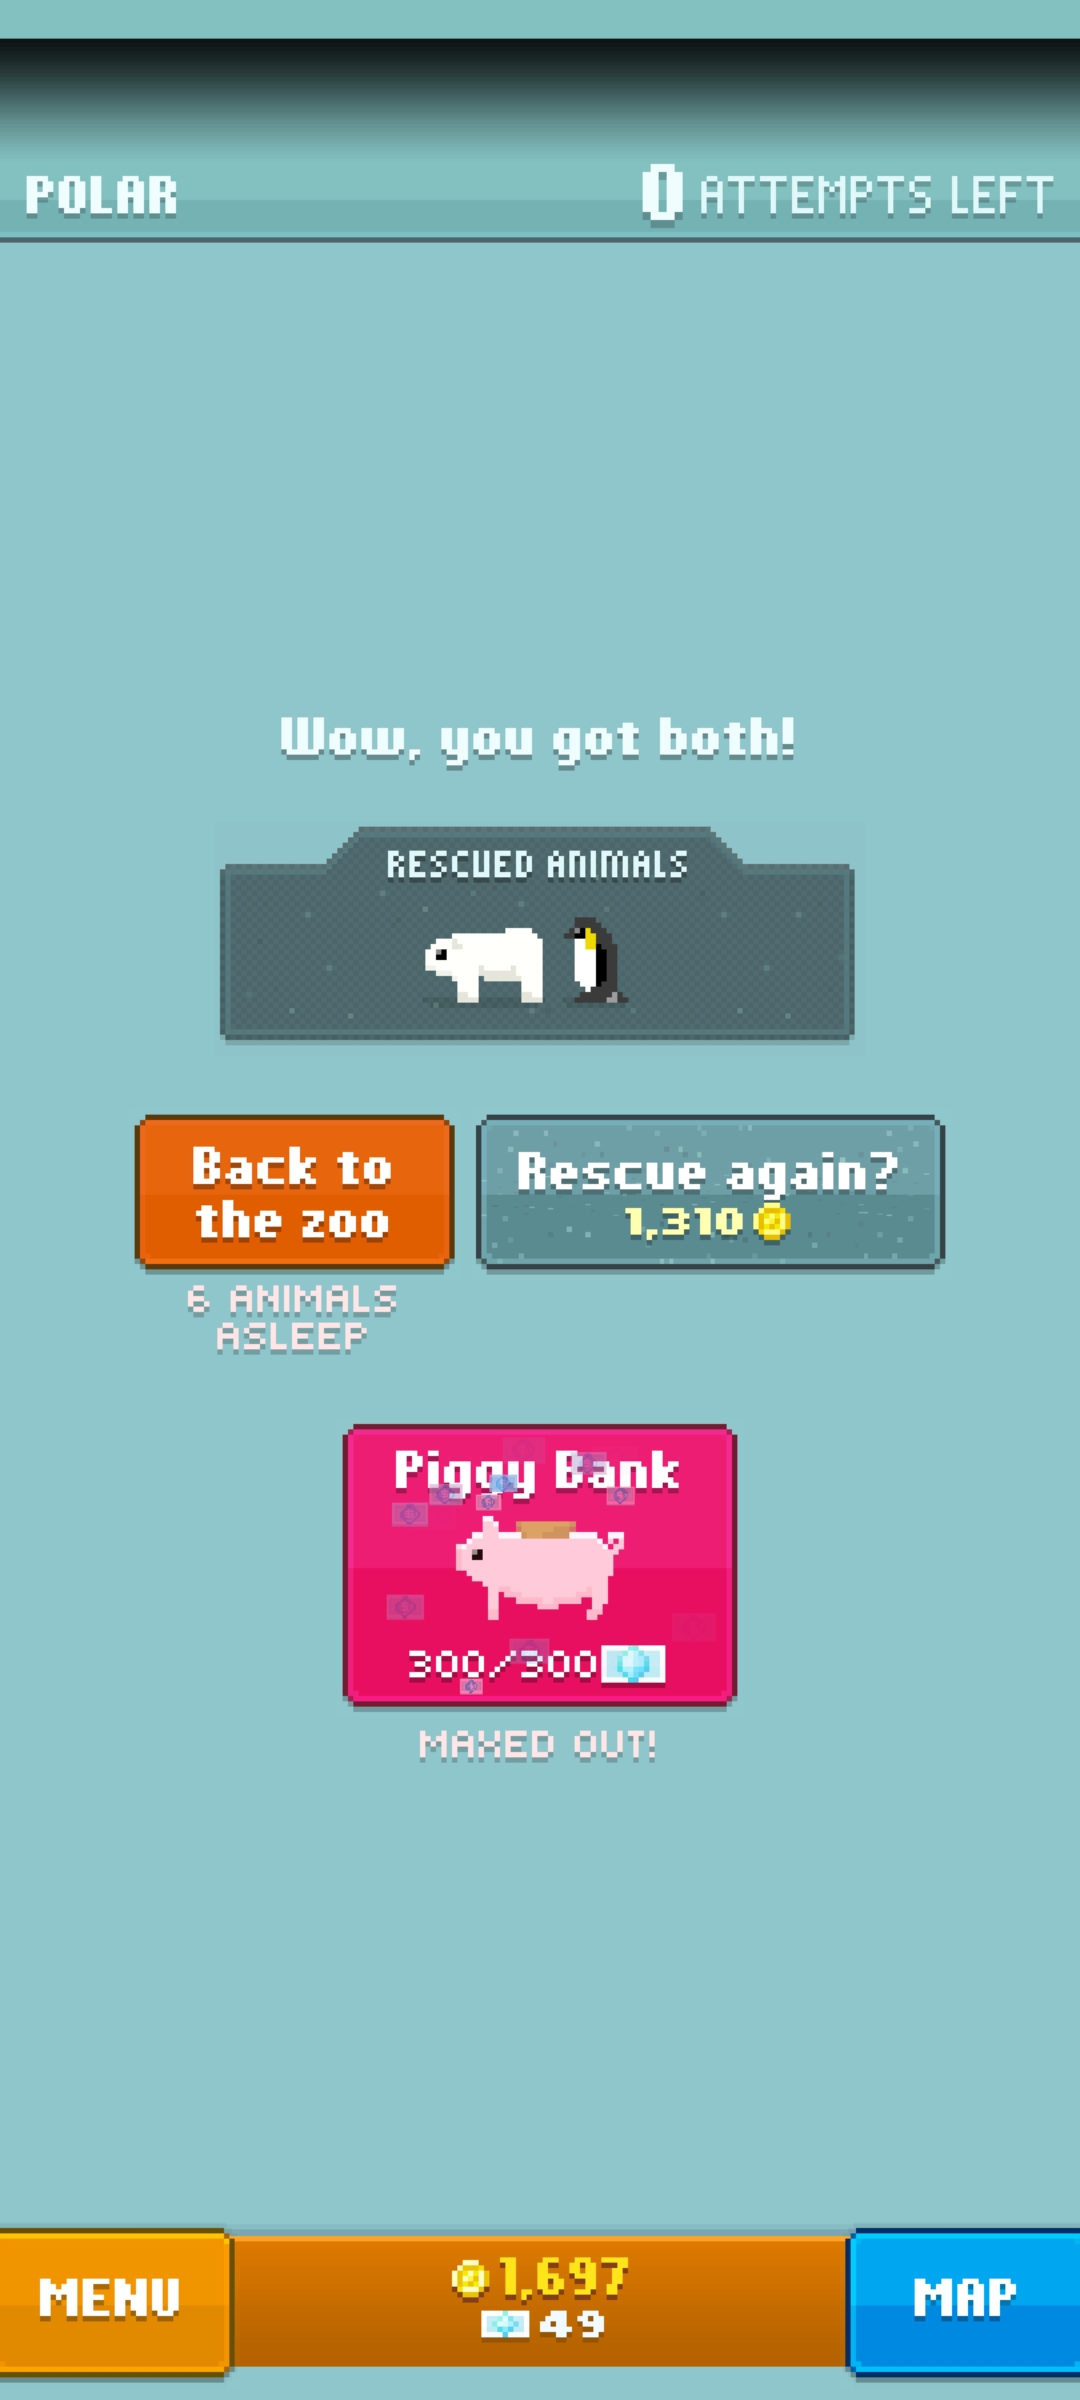 POLAR
0 ATTEMPTS LEFT
Wow, you got both!
RESCUED ANIMALS
Back to
the zoo
Rescue again?
1,310
6 ANIMALS
ASLEEP
Piggy Bank
300/300
MAXED OUT!
MENU
1,697
49
MAP